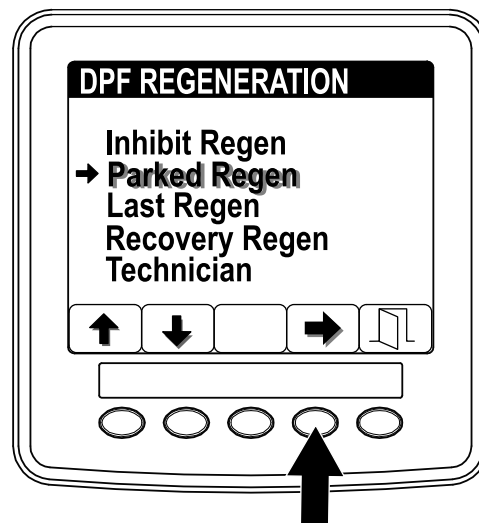 DPF REGENERATION
Inhibit Regen
Parked Regen
Last Regen
Recovery Regen
Technician